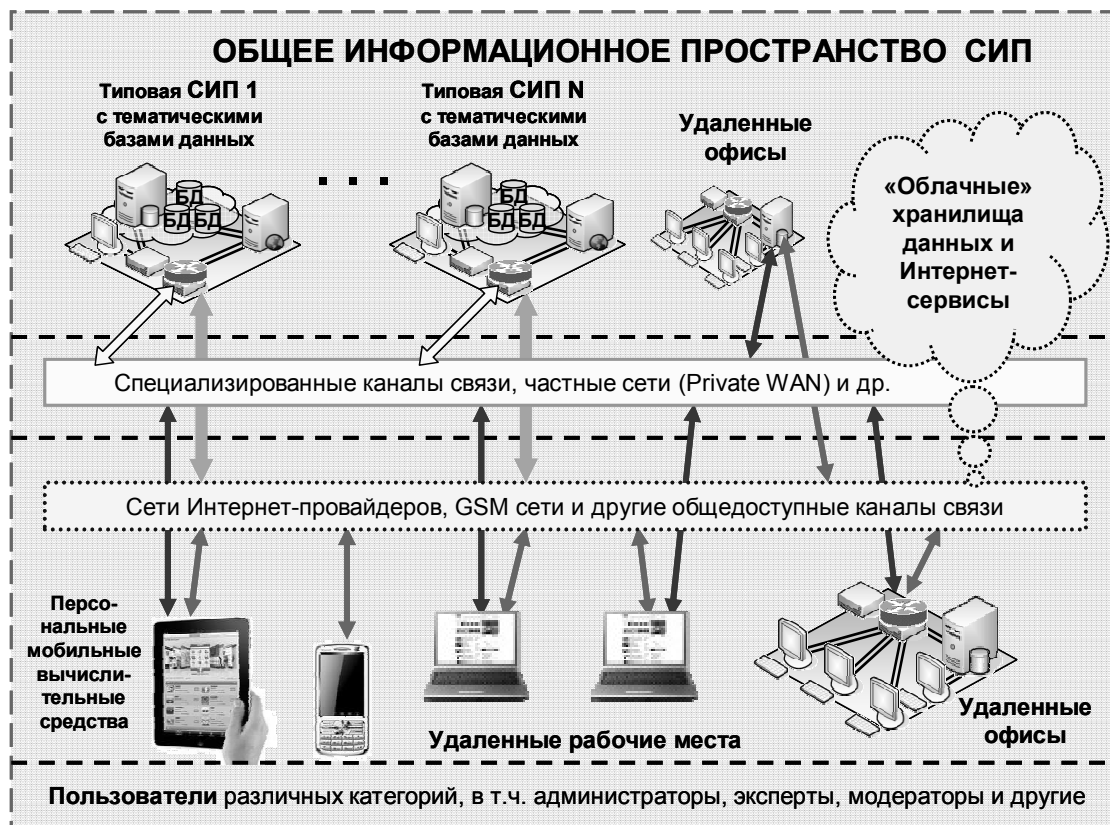 ОБЩЕЕ ИНФОРМАЦИОННОЕ ПРОСТРАНСТВО СИП
Типовая СИП 1
с тематическими
базами данных
Типовая СИП N
с тематическими
базами данных
Удаленные
офисы
«Облачные»
хранилища
данных и
Интернет-
сервисы
БД
БД БД
. . .
БД
БД БД
Специализированные каналы связи, частные сети (Private WAN) и др.
Сети Интернет-провайдеров, GSM сети и другие общедоступные каналы связи
Персо-
нальные
мобильные
вычисли-
тельные
средства
Удаленные рабочие места
Удаленные
офисы
Пользователи различных категорий, в т.ч. администраторы, эксперты, модераторы и другие